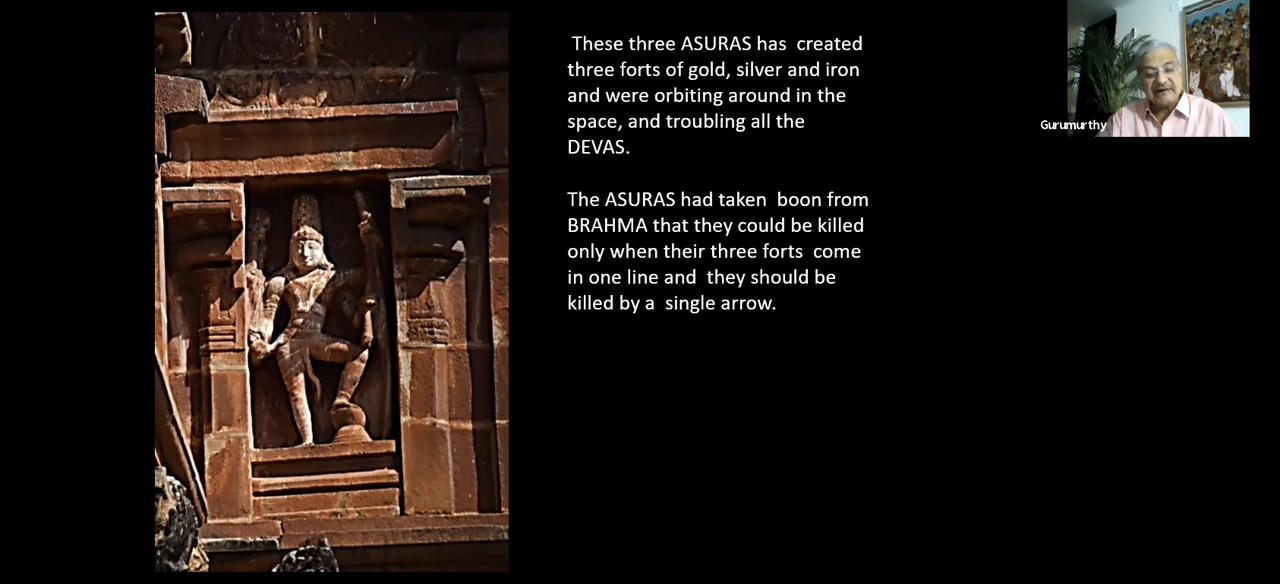 These three ASURAS has created
three forts of gold, silver and iron
and were orbiting around in the
space, and troubling all the
DEVAS.
The ASURAS had taken boon from
BRAHMA that they could be killed
only when their three forts come
in one line and they should be
killed by a single arrow.
Gurumurthy